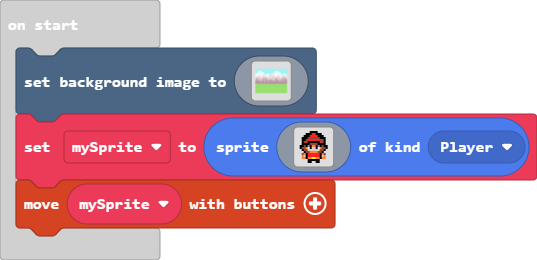 on start
set background image to
set mySprite to sprite of kind Player
move mySprite with buttons